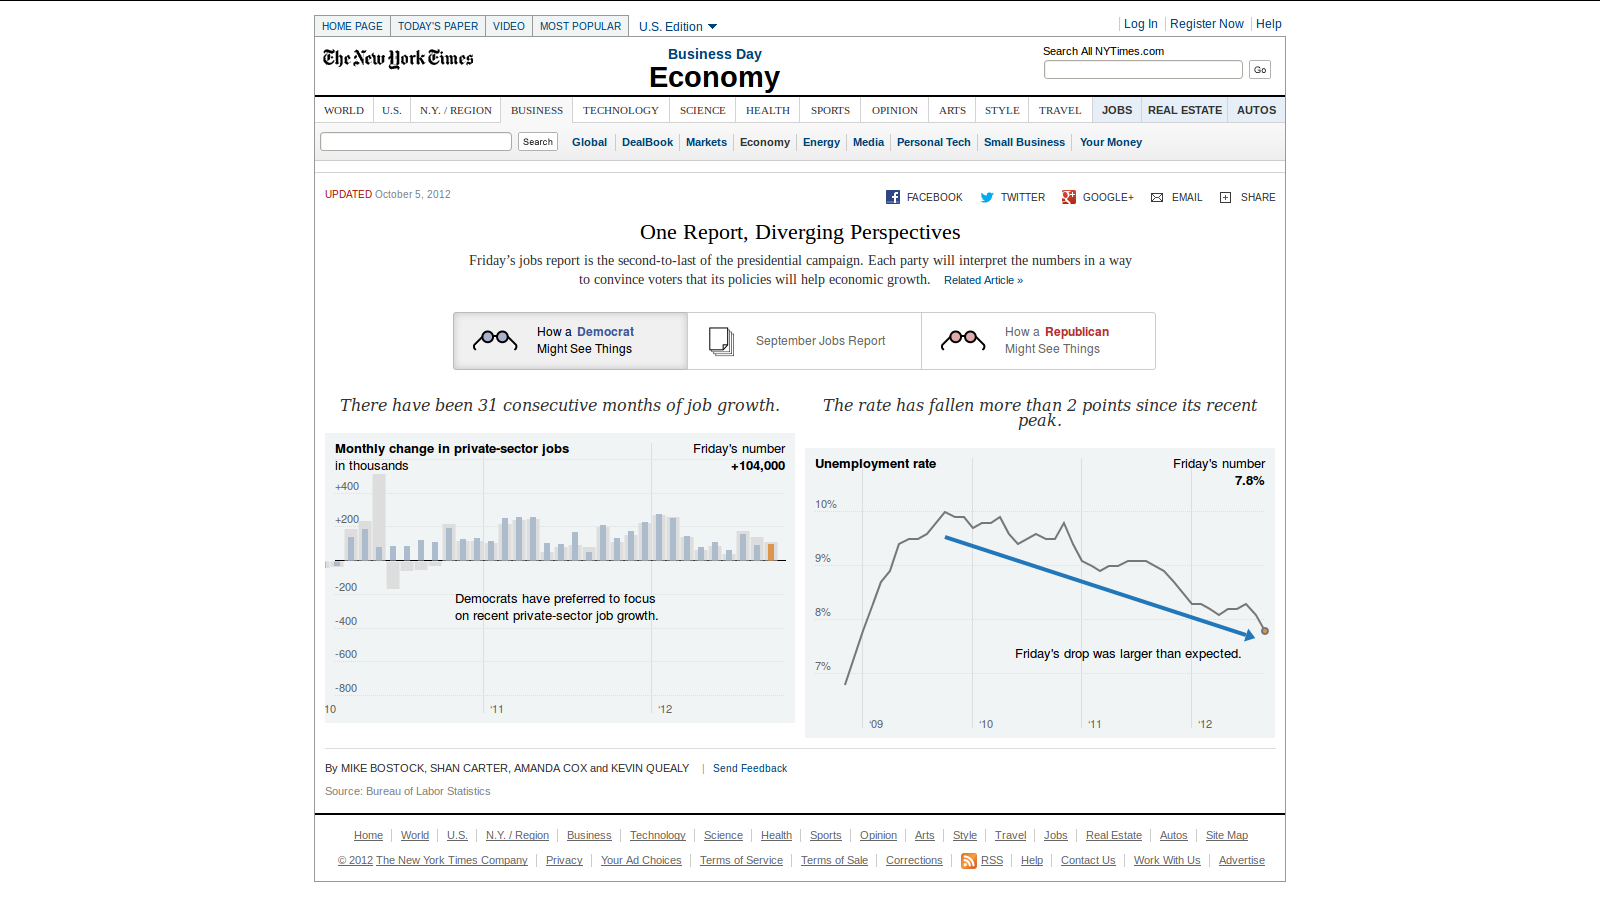 HOME PAGE TODAY'S PAPER VIDEO MOST POPULAR U.S. Edition
Log In Register Now Help
The New York Times
Business Day
Economy
Search All NYTimes.com
Go
WORLD U.S. N.Y. / REGION BUSINESS TECHNOLOGY SCIENCE HEALTH SPORTS OPINION ARTS STYLE TRAVEL JOBS REAL ESTATE AUTOS
Search Global DealBook Markets Economy Energy Media Personal Tech Small Business Your Money
UPDATED October 5, 2012
FACEBOOK TWITTER GOOGLE+ EMAIL SHARE
One Report, Diverging Perspectives
Friday’s jobs report is the second-to-last of the presidential campaign. Each party will interpret the numbers in a way
to convince voters that its policies will help economic growth. Related Article »
How a Democrat
Might See Things
September Jobs Report
How a Republican
Might See Things
There have been 31 consecutive months of job growth.
Monthly change in private-sector jobs
in thousands
Friday's number
+104,000
+400
+200
-200
Democrats have preferred to focus
on recent private-sector job growth.
-400
-600
-800
10 '11 '12
The rate has fallen more than 2 points since its recent
peak.
Unemployment rate
Friday's number
7.8%
10%
9%
8%
Friday's drop was larger than expected.
7%
'09 '10 '11 '12
By MIKE BOSTOCK, SHAN CARTER, AMANDA COX and KEVIN QUEALY | Send Feedback
Source: Bureau of Labor Statistics
Home World U.S. N.Y. / Region Business Technology Science Health Sports Opinion Arts Style Travel Jobs Real Estate Autos Site Map
© 2012 The New York Times Company Privacy Your Ad Choices Terms of Service Terms of Sale Corrections RSS Help Contact Us Work With Us Advertise